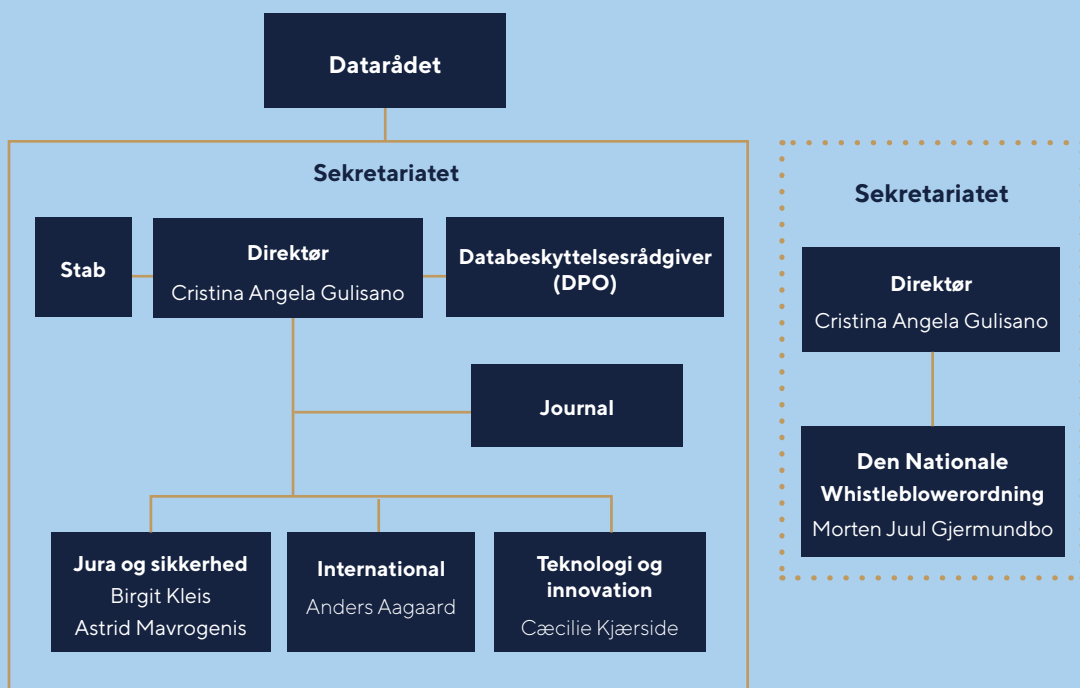 Datarådet
Sekretariatet
Stab
Direktør
Cristina Angela Gulisano
Databeskyttelsesrådgiver
(DPO)
Journal
Jura og sikkerhed
Birgit Kleis
Astrid Mavrogenis
International
Anders Aagaard
Teknologi og
innovation
Cæcilie Kjærside
Sekretariatet
Direktør
Cristina Angela Gulisano
Den Nationale
Whistleblowerordning
Morten Juul Gjermundbo